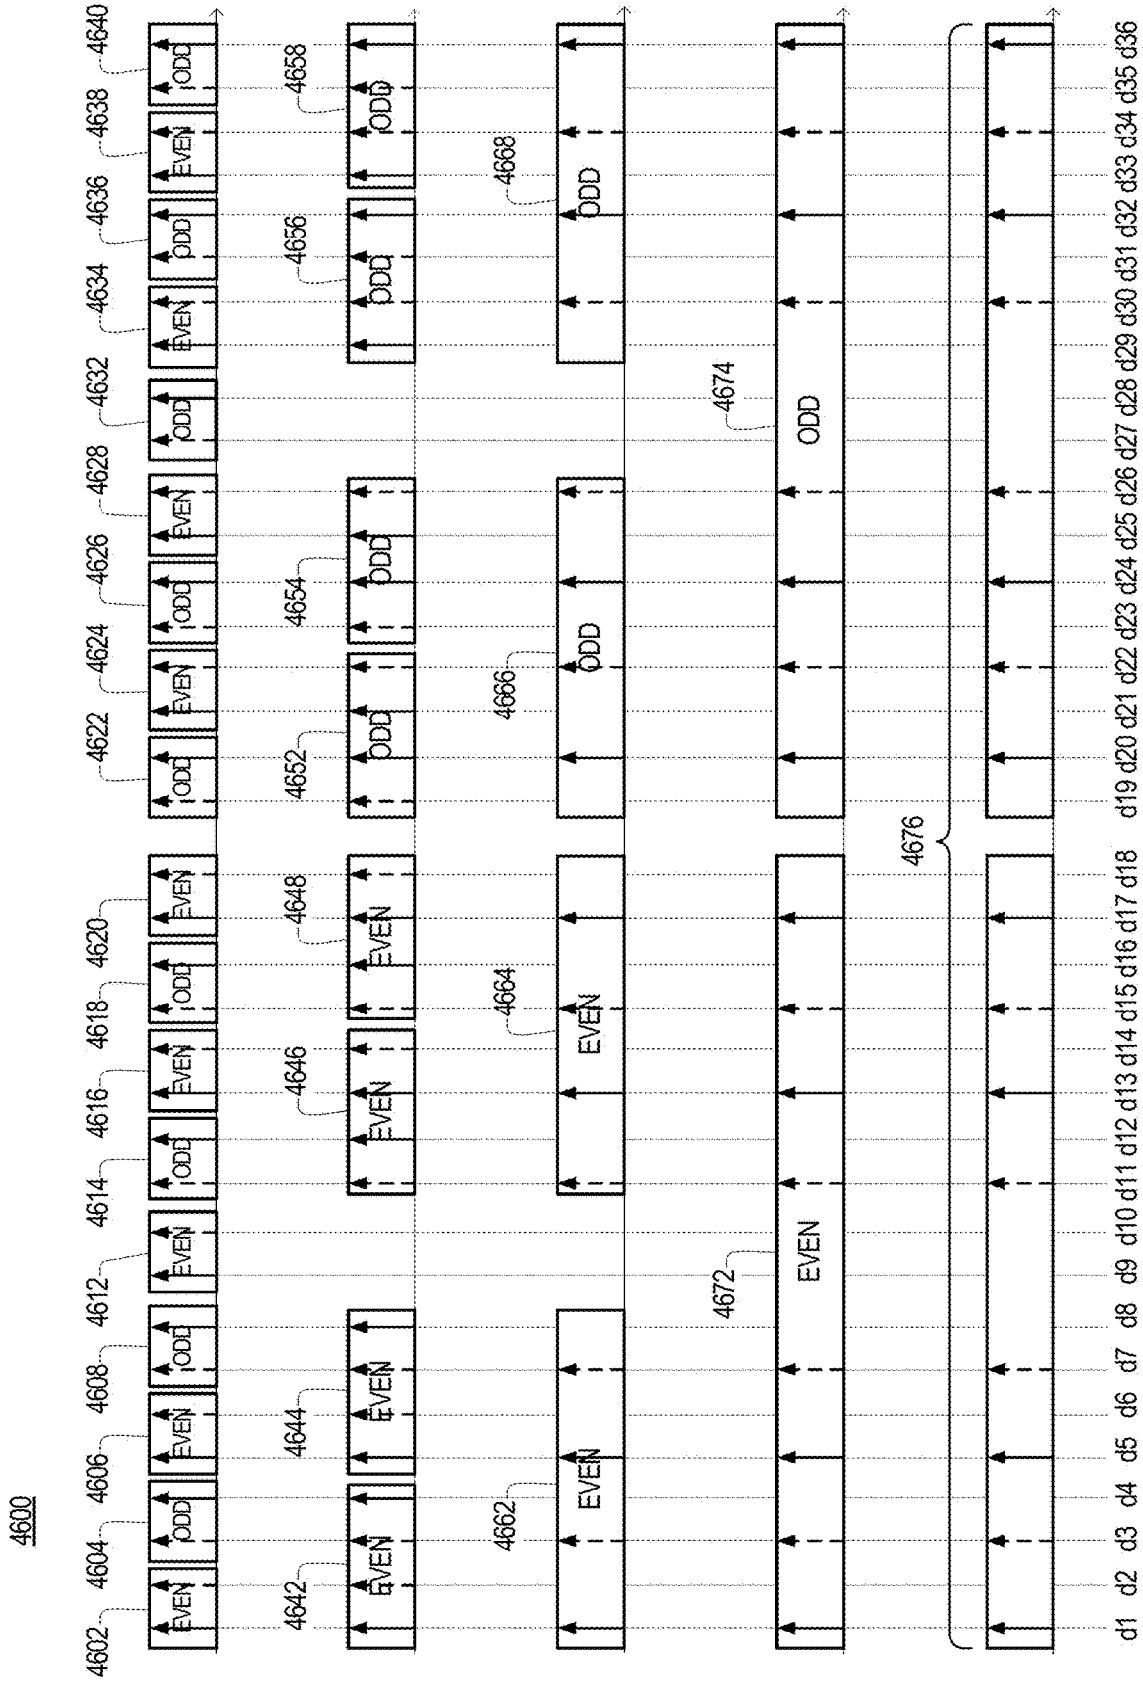 4600
4602 4604 4606 4608 4612 4614 4616 4618 4620 4622 4624 4626 4628 4632 4634 4636 4638 4640
EVEN ODD EVEN ODD EVEN ODD EVEN ODD EVEN ODD EVEN ODD EVEN ODD EVEN ODD EVEN ODD
4642 4644 4646 4648 4652 4654 4656 4658
EVEN EVEN EVEN EVEN ODD ODD ODD ODD
4662 4664 4666 4668
EVEN EVEN ODD ODD
4672 4674
EVEN ODD
4676
d1 d2 d3 d4 d5 d6 d7 d8 d9 d10 d11 d12 d13 d14 d15 d16 d17 d18 d19 d20 d21 d22 d23 d24 d25 d26 d27 d28 d29 d30 d31 d32 d33 d34 d35 d36